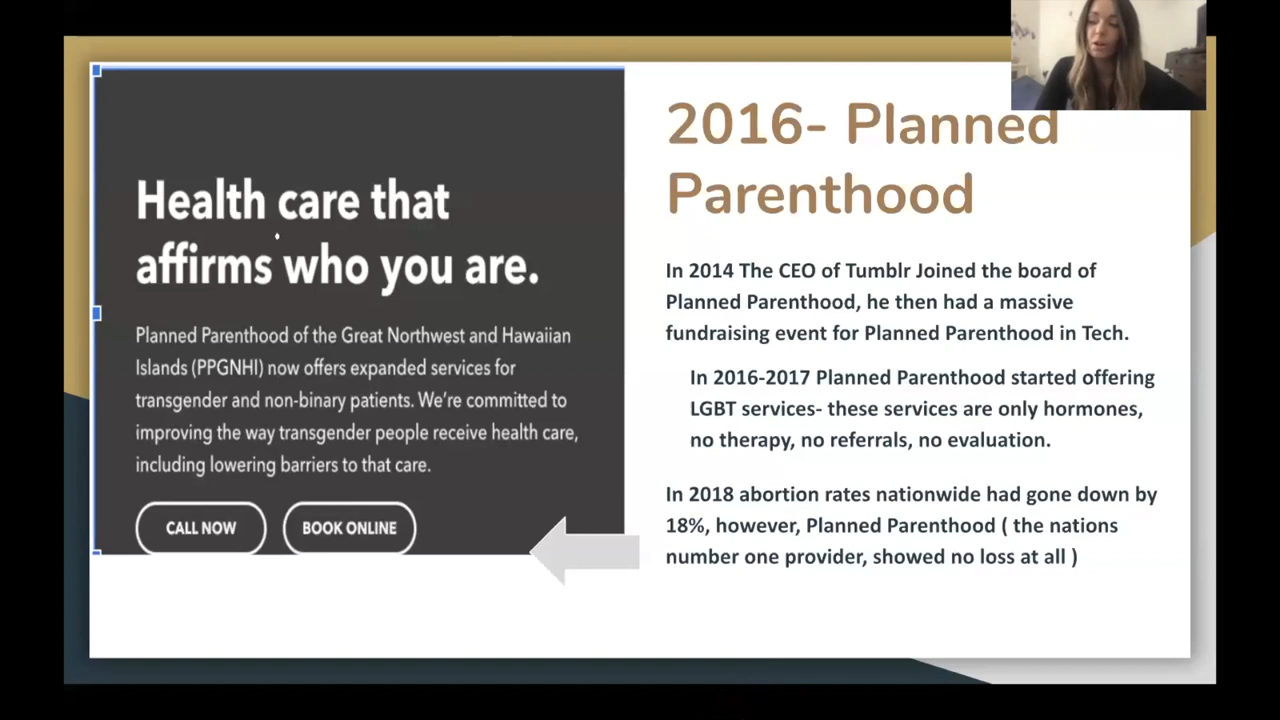 Health care that
affirms who you are.
Planned Parenthood of the Great Northwest and Hawaiian
Islands (PPGNHI) now offers expanded services for
transgender and non-binary patients. We're committed to
improving the way transgender people receive health care,
including lowering barriers to that care.
CALL NOW
BOOK ONLINE
2016- Planned
Parenthood
In 2014 The CEO of Tumblr Joined the board of
Planned Parenthood, he then had a massive
fundraising event for Planned Parenthood in Tech.
In 2016-2017 Planned Parenthood started offering
LGBT services- these services are only hormones,
no therapy, no referrals, no evaluation.
In 2018 abortion rates nationwide had gone down by
18%, however, Planned Parenthood ( the nations
number one provider, showed no loss at all )